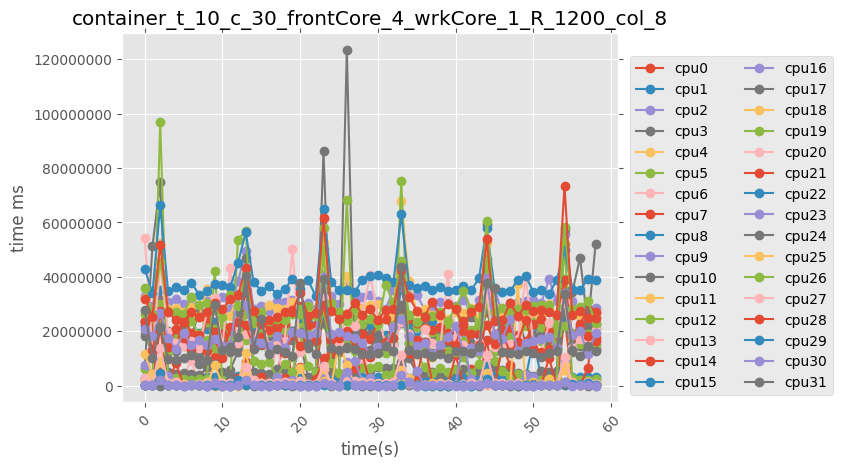 container_t_10_c_30_frontCore_4_wrkCore_1_R_1200_col_8
time ms
120000000
100000000
80000000
60000000
40000000
20000000
0
0
10
20
30
40
50
60
time(s)
cpu0
cpu1
cpu2
cpu3
cpu4
cpu5
cpu6
cpu7
cpu8
cpu9
cpu10
cpu11
cpu12
cpu13
cpu14
cpu15
cpu16
cpu17
cpu18
cpu19
cpu20
cpu21
cpu22
cpu23
cpu24
cpu25
cpu26
cpu27
cpu28
cpu29
cpu30
cpu31